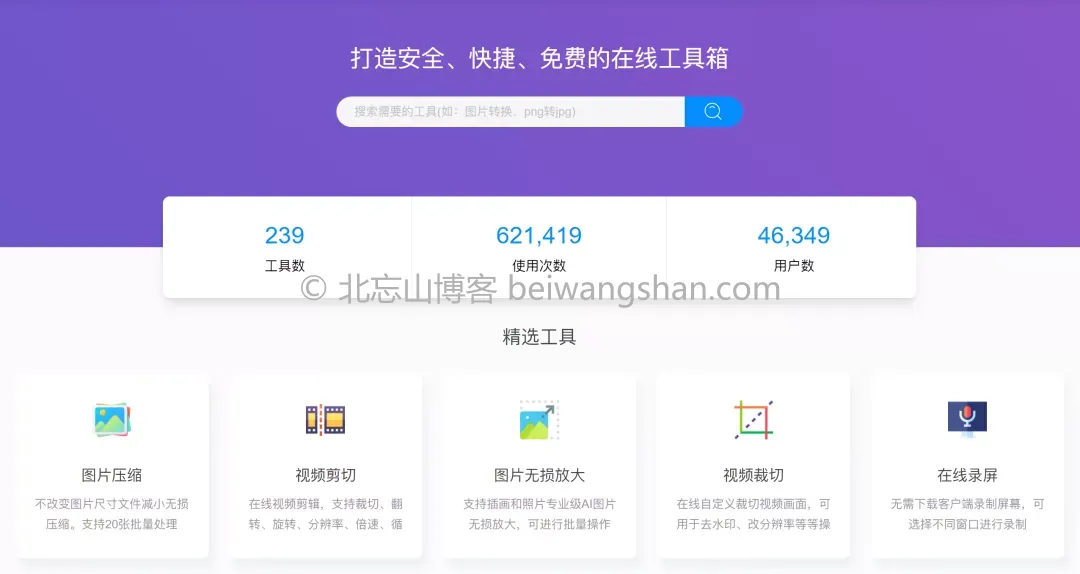 打造安全、快捷、免费的在线工具箱
搜索需要的工具(如：图片转换、png转jpg)
239
621,419
46,349
工具数
使用次数
用户数
© 北忘山博客 beiwangshan.com
精选工具
图片压缩
不改变图片尺寸文件减小无损
压缩。支持20张批量处理
视频剪切
在线视频剪辑，支持裁切、翻
转、旋转、分辨率、倍速、循
图片无损放大
支持插画和照片专业级AI图片
无损放大，可进行批量操作
视频裁切
在线自定义裁切视频画面，可
用于去水印、改分辨率等等操
在线录屏
无需下载客户端录制屏幕，可
选择不同窗口进行录制